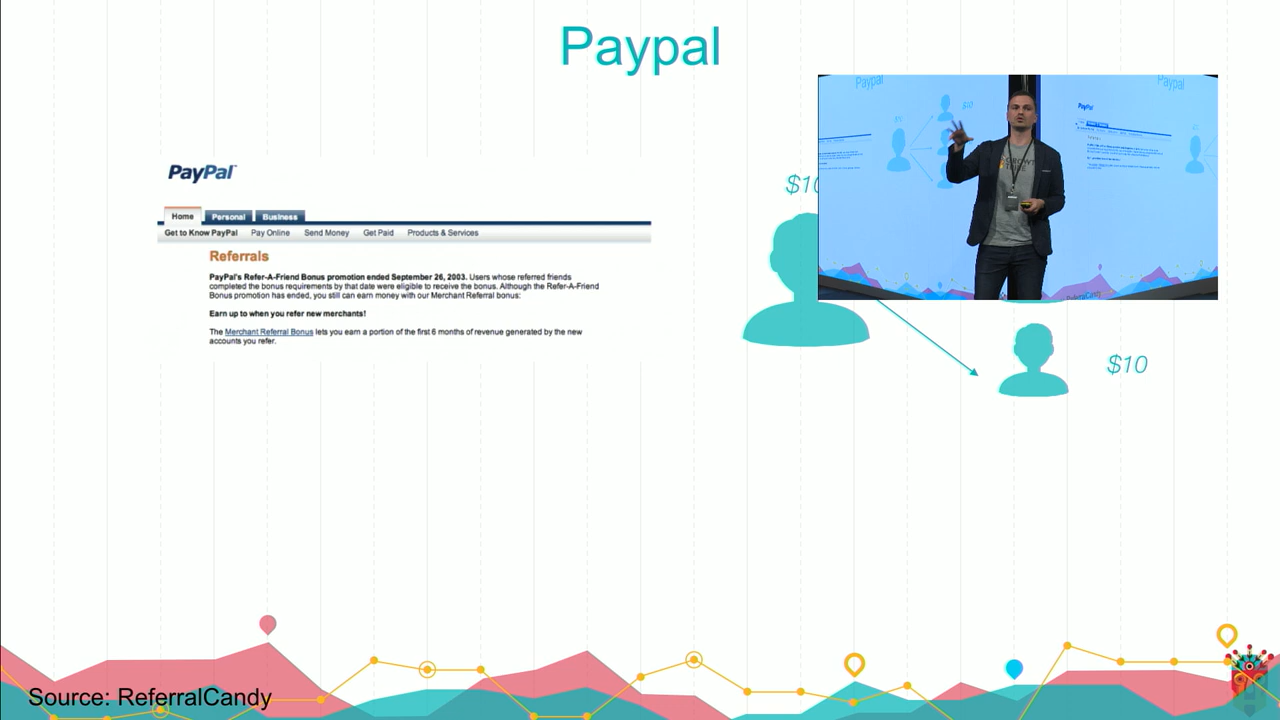 Paypal
PayPal
Home Personal Business
Get to Know PayPal Pay Online Send Money Get Paid Products & Services
Referrals
PayPal's Refer-A-Friend Bonus promotion ended September 26, 2003. Users whose referred friends
completed the bonus requirements by that date were eligible to receive the bonus. Although the Refer-A-Friend
Bonus promotion has ended, you still can earn money with our Merchant Referral bonus:
Earn up to when you refer new merchants!
The Merchant Referral Bonus lets you earn a portion of the first 6 months of revenue generated by the new
accounts you refer.
Paypal
Paypal
$10
PayPal
$10
Source: ReferralCandy